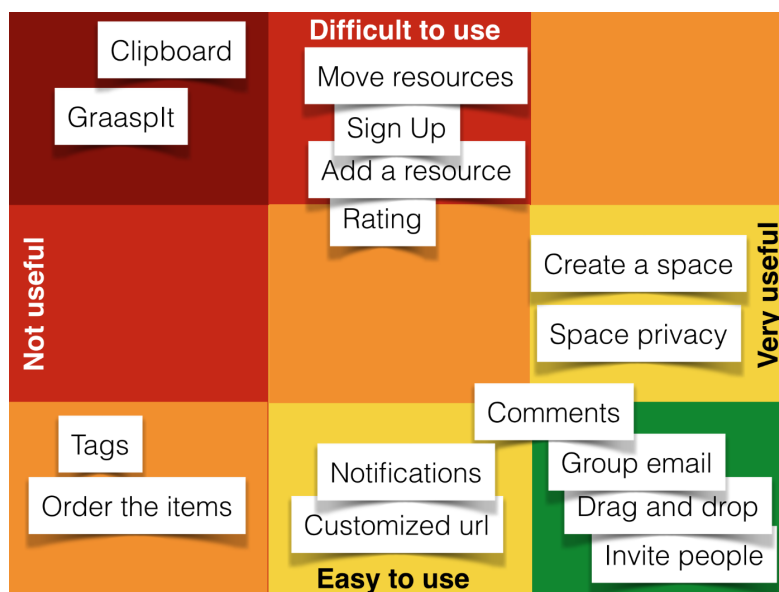 Difficult to use
Clipboard
Move resources
GraaspIt
Sign Up
Add a resource
Rating
Not useful
Very useful
Create a space
Space privacy
Comments
Tags
Group email
Notifications
Order the items
Drag and drop
Customized url
Invite people
Easy to use